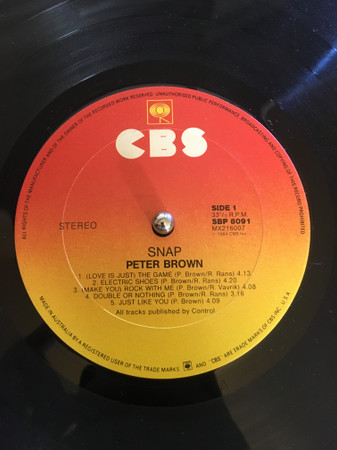 ALL RIGHTS OF THE MANUFACTURER AND OF THE OWNER OF THE RECORDED WORK RESERVED. UNAUTHORISED PUBLIC PERFORMANCE, BROADCASTING AND COPYING OF THIS RECORD PROHIBITED
CBS
SIDE 1
33⅓ R.P.M.
STEREO
SBP 8091
MX216007
SNAP
PETER BROWN
1. (LOVE IS JUST) THE GAME (P. Brown/R. Rans) 4.13
2. ELECTRIC SHOES (P. Brown/R. Rans) 4.20
3. (MAKE YOU) ROCK WITH ME (P. Brown/R. Vavrik) 4.08
4. DOUBLE OR NOTHING (P. Brown/R. Rans) 3.16
5. JUST LIKE YOU (P. Brown) 4.09
All tracks published by Control
MADE IN AUSTRALIA BY A REGISTERED USER OF THE TRADE MARKS AND "CBS" ARE TRADE MARKS OF CBS INC., U.S.A.